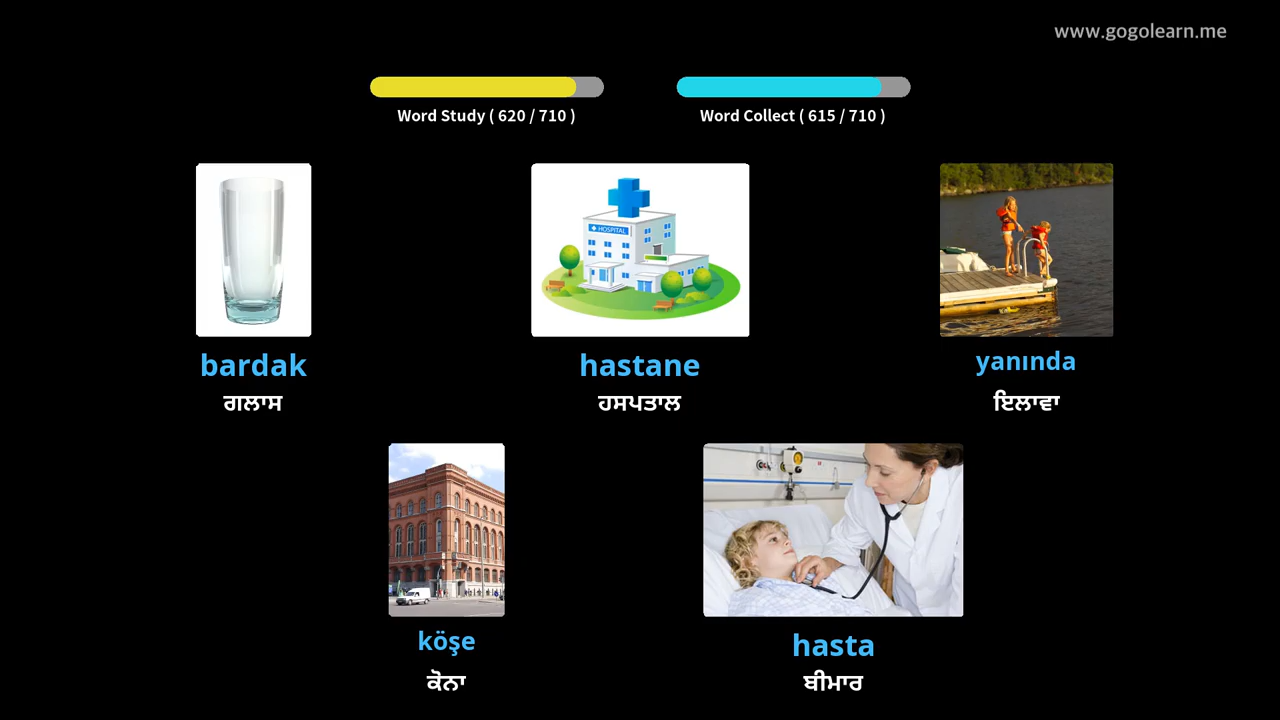 www.gogolearn.me
Word Study ( 620 / 710 )
Word Collect ( 615 / 710 )
HOSPITAL
bardak
hastane
yanında
ਗਲਾਸ
ਹਸਪਤਾਲ
ਇਲਾਵਾ
köşe
hasta
ਕੋਨਾ
ਬੀਮਾਰ